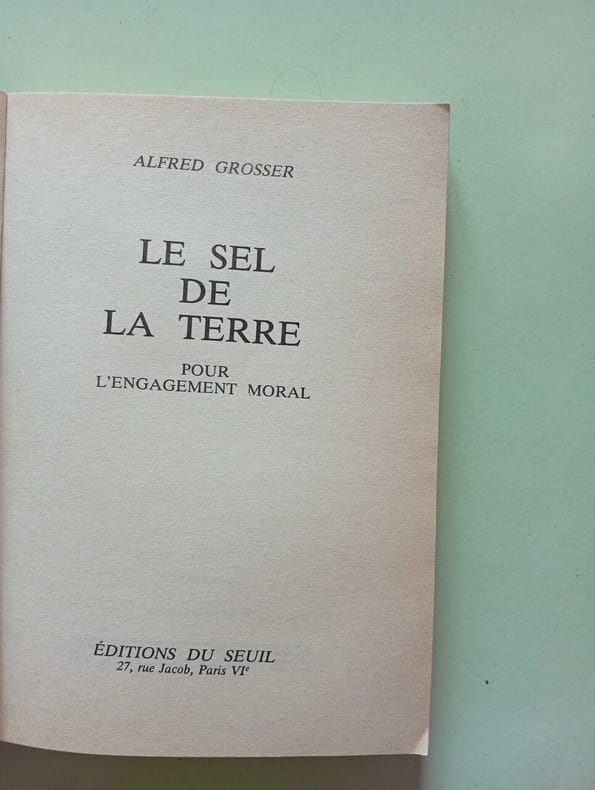 ALFRED GROSSER
LE SEL
DE
LA TERRE
POUR
L'ENGAGEMENT MORAL
ÉDITIONS DU SEUIL
27, rue Jacob, Paris VIᵉ